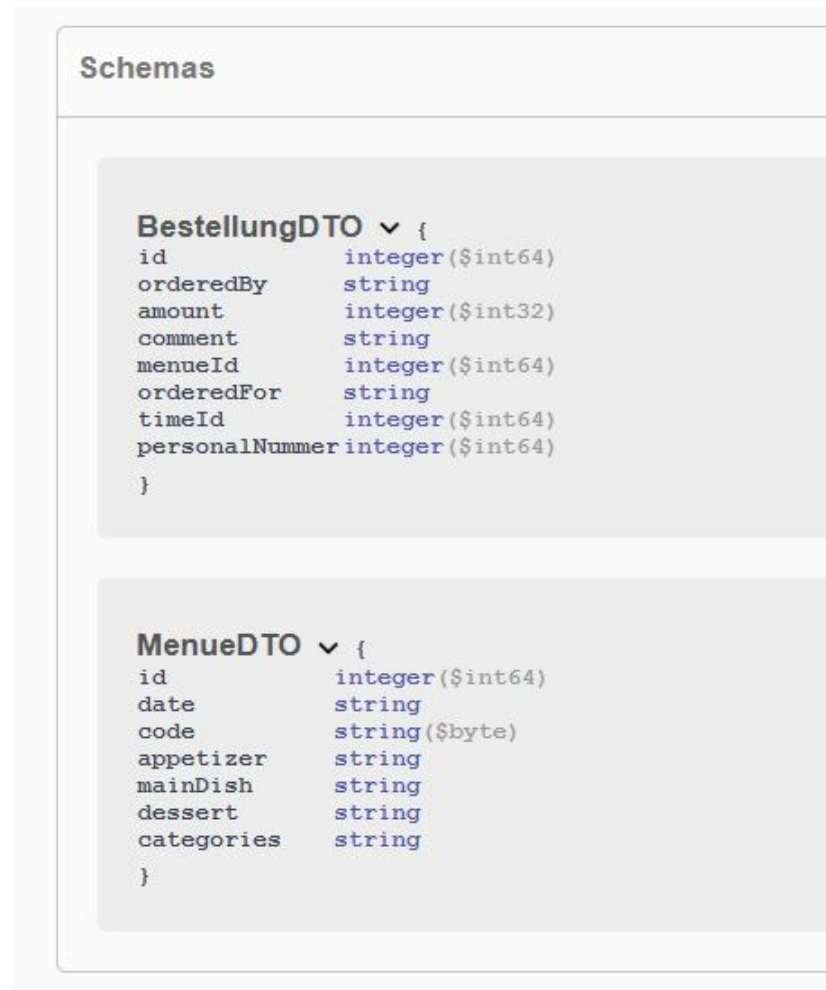 Schemas
BestellungDTO {
id integer($int64)
orderedBy string
amount integer($int32)
comment string
menueId integer($int64)
orderedFor string
timeId integer($int64)
personalNummer integer($int64)
}
MenueDTO {
id integer($int64)
date string
code string($byte)
appetizer string
mainDish string
dessert string
categories string
}